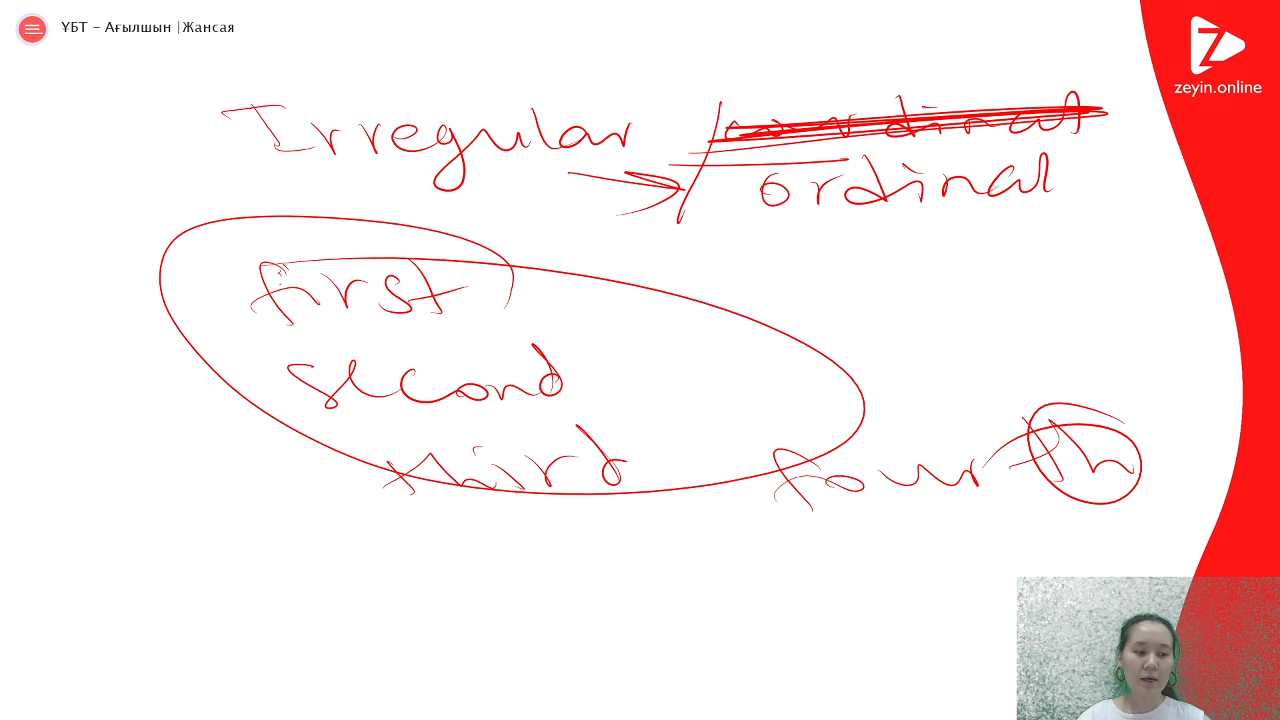 ҰБТ – Ағылшын |Жансая
zeyin.online
Irregular
ordinal
first
second
third fourth